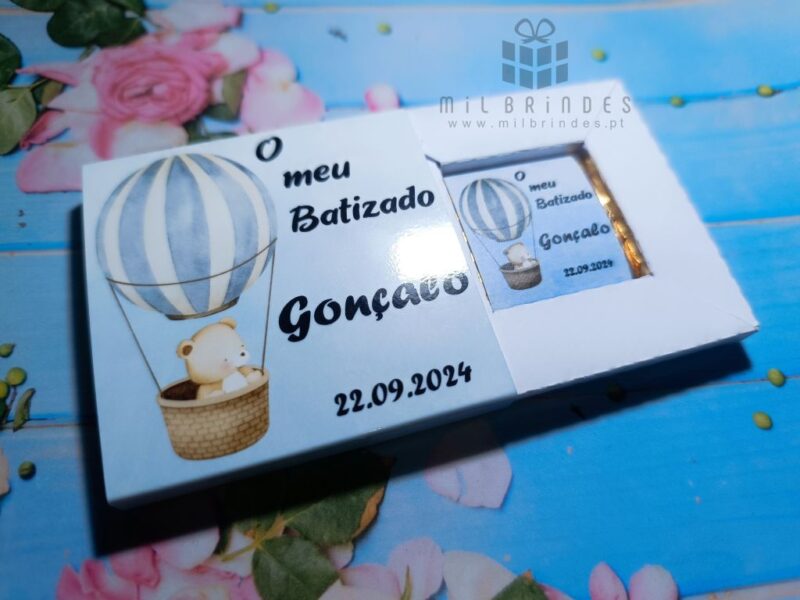 MIL BRINDES
www.milbrindes.pt
O
meu
Batizado
Gonçalo
22.09.2024
O
meu
Batizado
Gonçalo
22.09.2024